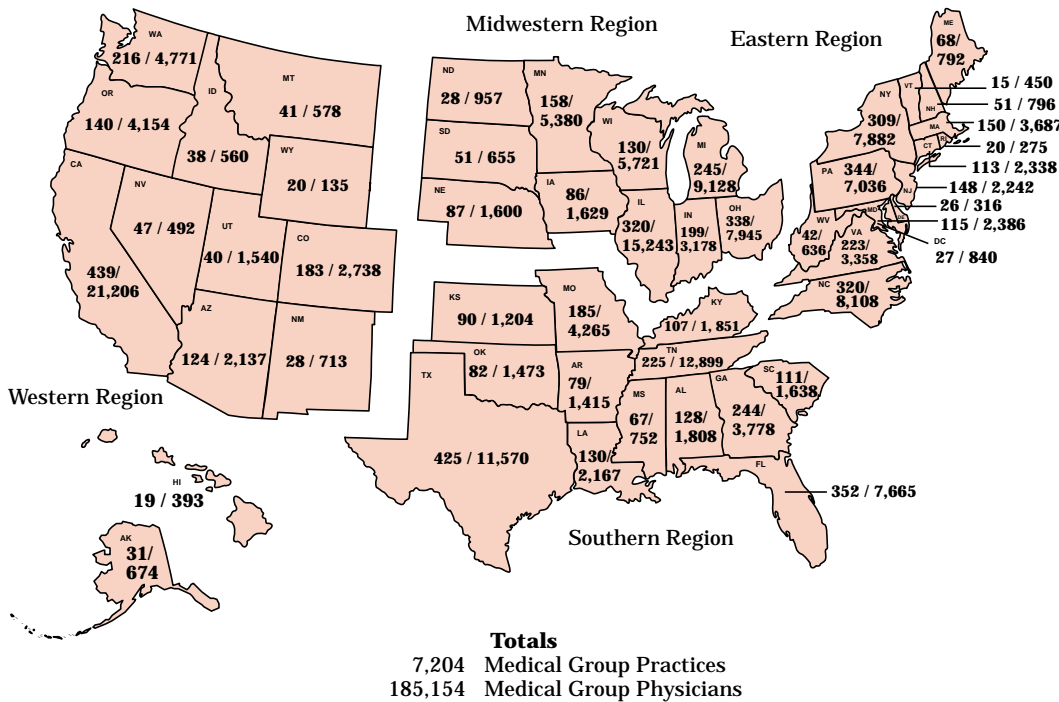 Midwestern Region
Eastern Region
WA
216 / 4,771
OR
140 / 4,154
ID
38 / 560
MT
41 / 578
WY
20 / 135
CA
439/
21,206
NV
47 / 492
UT
40 / 1,540
CO
183 / 2,738
AZ
124 / 2,137
NM
28 / 713
Western Region
HI
19 / 393
AK
31/
674
ND
28 / 957
SD
51 / 655
NE
87 / 1,600
MN
158/
5,380
IA
86/
1,629
WI
130/
5,721
IL
320/
15,243
MI
245/
9,128
IN
199/
3,178
OH
338/
7,945
KS
90 / 1,204
MO
185/
4,265
OK
82 / 1,473
AR
79/
1,415
TX
425 / 11,570
LA
130/
2,167
KY
107 / 1, 851
TN
225 / 12,899
MS
67/
752
AL
128/
1,808
GA
244/
3,778
SC
111/
1,638
FL
352 / 7,665
Southern Region
ME
68/
792
VT
15 / 450
NH
51 / 796
MA
150 / 3,687
RI
20 / 275
CT
113 / 2,338
NY
309/
7,882
PA
344/
7,036
NJ
148 / 2,242
DE
26 / 316
MD
115 / 2,386
DC
27 / 840
WV
42/
636
VA
223/
3,358
NC
320/
8,108
Totals
7,204 Medical Group Practices
185,154 Medical Group Physicians